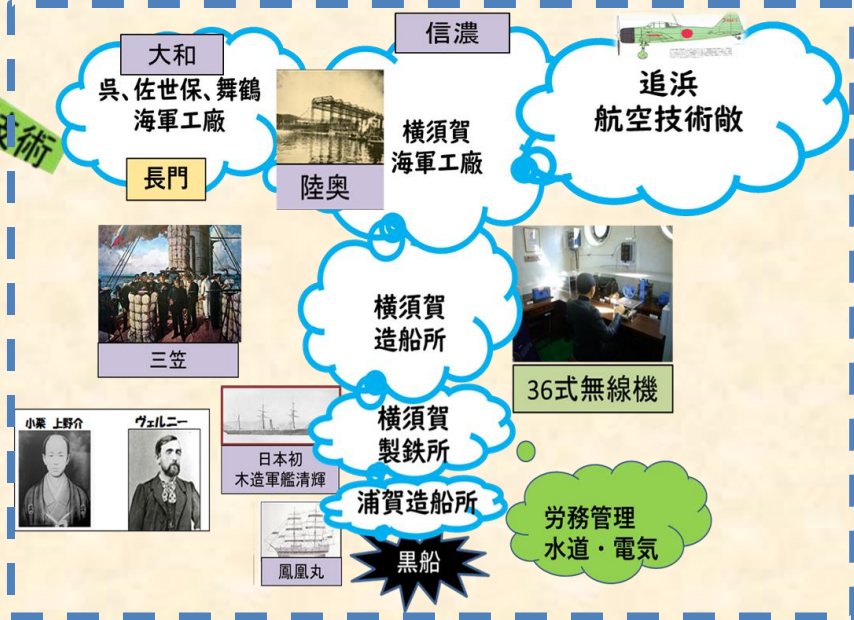 信濃
大和
呉、佐世保、舞鶴
海軍工廠
長門
技術
陸奥
横須賀
海軍工廠
追浜
航空技術敞
三笠
横須賀
造船所
36式無線機
小栗 上野介
ヴェルニー
日本初
木造軍艦清輝
横須賀
製鉄所
浦賀造船所
鳳凰丸
黒船
労務管理
水道・電気